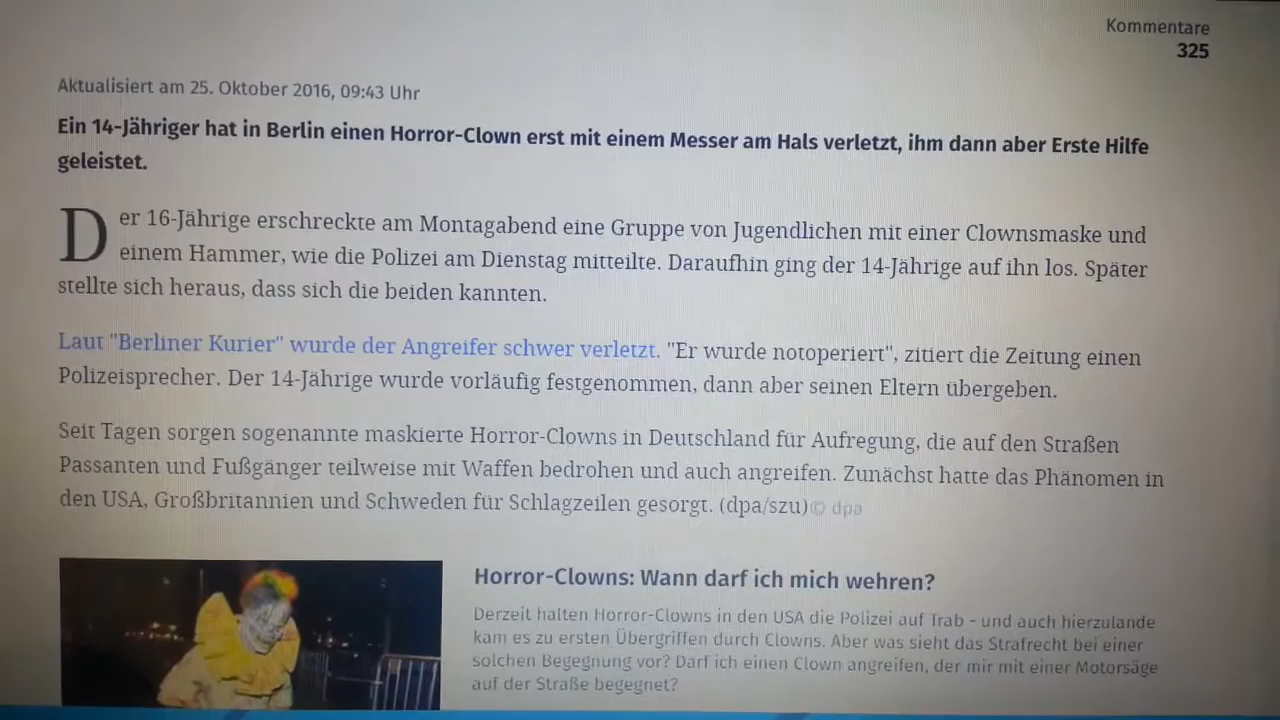 Kommentare
325
Aktualisiert am 25. Oktober 2016, 09:43 Uhr
Ein 14-Jähriger hat in Berlin einen Horror-Clown erst mit einem Messer am Hals verletzt, ihm dann aber Erste Hilfe
geleistet.
Der 16-Jährige erschreckte am Montagabend eine Gruppe von Jugendlichen mit einer Clownsmaske und
einem Hammer, wie die Polizei am Dienstag mitteilte. Daraufhin ging der 14-Jährige auf ihn los. Später
stellte sich heraus, dass sich die beiden kannten.
Laut "Berliner Kurier" wurde der Angreifer schwer verletzt. "Er wurde notoperiert", zitiert die Zeitung einen
Polizeisprecher. Der 14-Jährige wurde vorläufig festgenommen, dann aber seinen Eltern übergeben.
Seit Tagen sorgen sogenannte maskierte Horror-Clowns in Deutschland für Aufregung, die auf den Straßen
Passanten und Fußgänger teilweise mit Waffen bedrohen und auch angreifen. Zunächst hatte das Phänomen in
den USA, Großbritannien und Schweden für Schlagzeilen gesorgt. (dpa/szu)© dpa
Horror-Clowns: Wann darf ich mich wehren?
Derzeit halten Horror-Clowns in den USA die Polizei auf Trab - und auch hierzulande
kam es zu ersten Übergriffen durch Clowns. Aber was sieht das Strafrecht bei einer
solchen Begegnung vor? Darf ich einen Clown angreifen, der mir mit einer Motorsäge
auf der Straße begegnet?